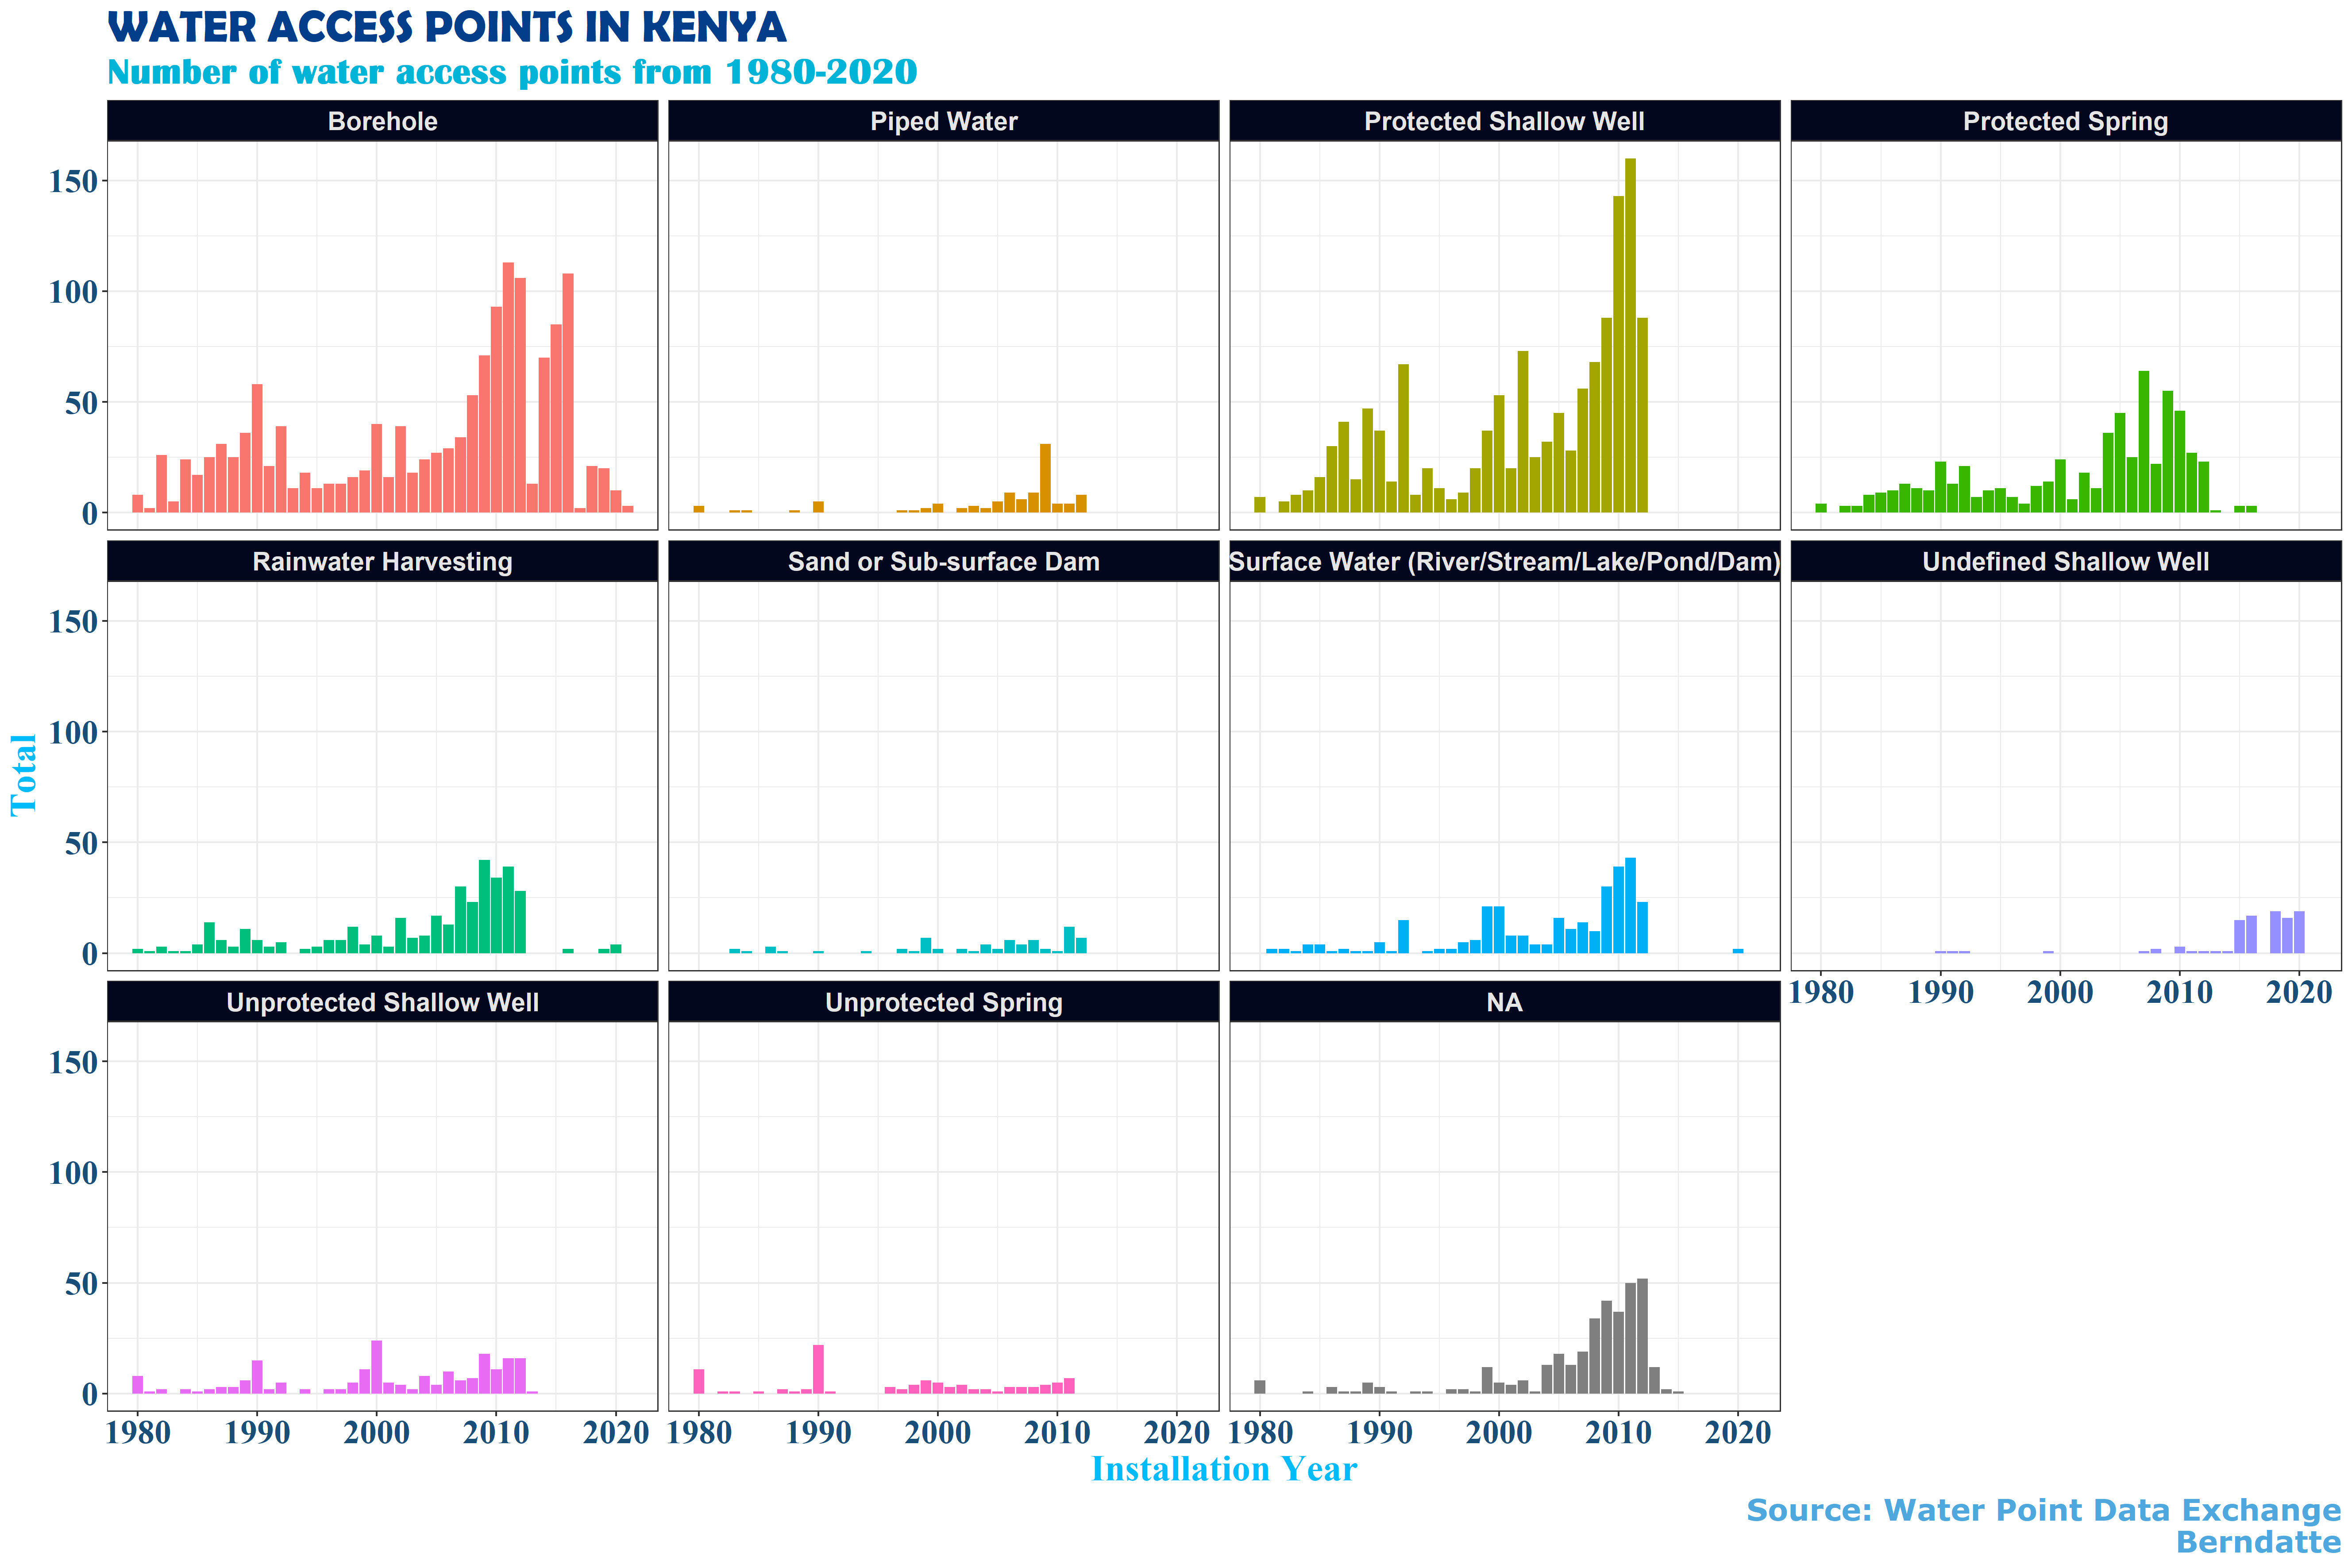 WATER ACCESS POINTS IN KENYA
Number of water access points from 1980-2020
Borehole
Piped Water
Protected Shallow Well
Protected Spring
150
100
50
0
Rainwater Harvesting
Sand or Sub-surface Dam
Surface Water (River/Stream/Lake/Pond/Dam)
Undefined Shallow Well
150
100
50
0
1980 1990 2000 2010 2020
Total
Unprotected Shallow Well
Unprotected Spring
NA
150
100
50
0
1980 1990 2000 2010 2020
1980 1990 2000 2010 2020
1980 1990 2000 2010 2020
Installation Year
Source: Water Point Data Exchange
Berndatte